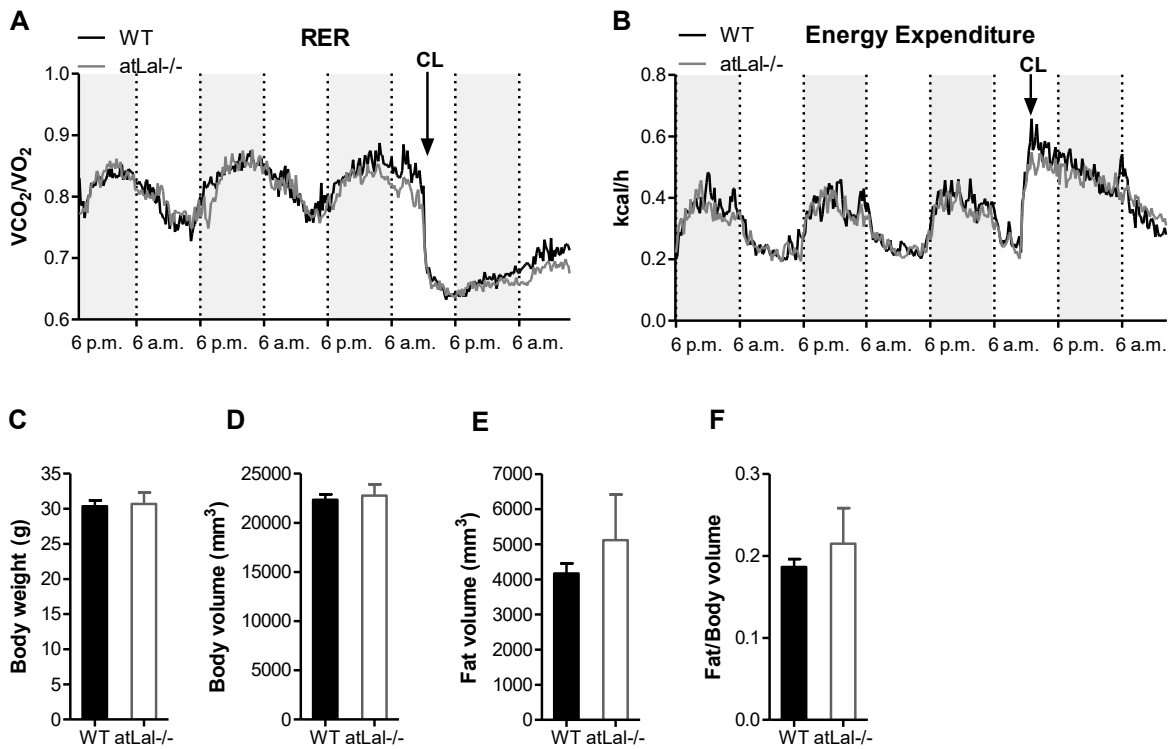 A
WT
atLal-/-
RER
CL
VCO₂/VO₂
1.0
0.9
0.8
0.7
0.6
6 p.m. 6 a.m. 6 p.m. 6 a.m. 6 p.m. 6 a.m. 6 p.m. 6 a.m.
B
WT
atLal-/-
Energy Expenditure
CL
kcal/h
0.8
0.6
0.4
0.2
0.0
6 p.m. 6 a.m. 6 p.m. 6 a.m. 6 p.m. 6 a.m. 6 p.m. 6 a.m.
C
Body weight (g)
35
30
25
20
15
10
5
0
WT atLal-/-
D
Body volume (mm³)
25000
20000
15000
10000
5000
0
WT atLal-/-
E
Fat volume (mm³)
7000
6000
5000
4000
3000
2000
1000
0
WT atLal-/-
F
Fat/Body volume
0.3
0.2
0.1
0.0
WT atLal-/-